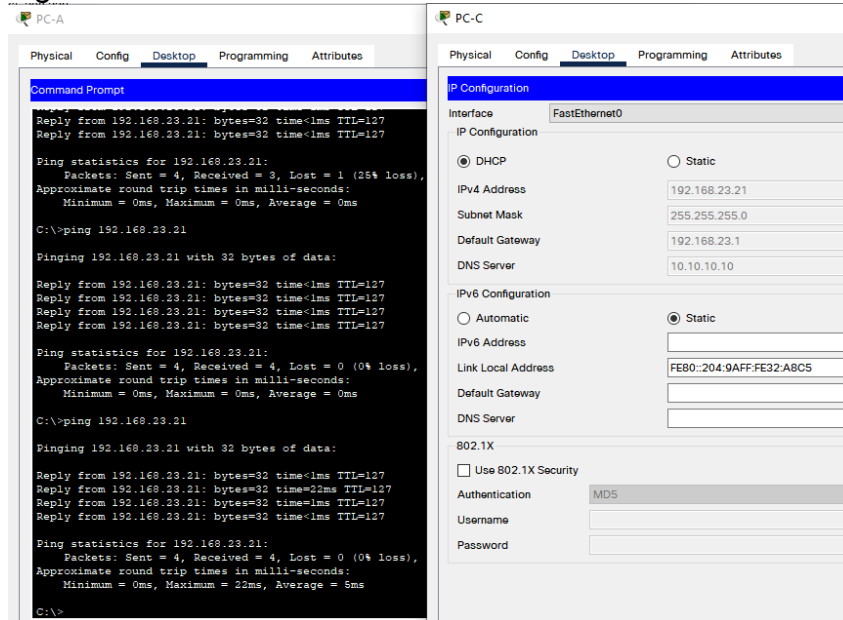 PC-A
Physical Config Desktop Programming Attributes
Command Prompt
Reply from 192.168.23.21: bytes=32 time<1ms TTL=127
Reply from 192.168.23.21: bytes=32 time<1ms TTL=127
Ping statistics for 192.168.23.21:
Packets: Sent = 4, Received = 3, Lost = 1 (25% loss),
Approximate round trip times in milli-seconds:
Minimum = 0ms, Maximum = 0ms, Average = 0ms
C:\>ping 192.168.23.21
Pinging 192.168.23.21 with 32 bytes of data:
Reply from 192.168.23.21: bytes=32 time<1ms TTL=127
Reply from 192.168.23.21: bytes=32 time<1ms TTL=127
Reply from 192.168.23.21: bytes=32 time<1ms TTL=127
Reply from 192.168.23.21: bytes=32 time<1ms TTL=127
Ping statistics for 192.168.23.21:
Packets: Sent = 4, Received = 4, Lost = 0 (0% loss),
Approximate round trip times in milli-seconds:
Minimum = 0ms, Maximum = 0ms, Average = 0ms
C:\>ping 192.168.23.21
Pinging 192.168.23.21 with 32 bytes of data:
Reply from 192.168.23.21: bytes=32 time<1ms TTL=127
Reply from 192.168.23.21: bytes=32 time=22ms TTL=127
Reply from 192.168.23.21: bytes=32 time=1ms TTL=127
Reply from 192.168.23.21: bytes=32 time<1ms TTL=127
Ping statistics for 192.168.23.21:
Packets: Sent = 4, Received = 4, Lost = 0 (0% loss),
Approximate round trip times in milli-seconds:
Minimum = 0ms, Maximum = 22ms, Average = 5ms
C:\>
PC-C
Physical Config Desktop Programming Attributes
IP Configuration
Interface FastEthernet0
IP Configuration
DHCP Static
IPv4 Address 192.168.23.21
Subnet Mask 255.255.255.0
Default Gateway 192.168.23.1
DNS Server 10.10.10.10
IPv6 Configuration
Automatic Static
IPv6 Address
Link Local Address FE80::204:9AFF:FE32:A8C5
Default Gateway
DNS Server
802.1X
Use 802.1X Security
Authentication MD5
Username
Password